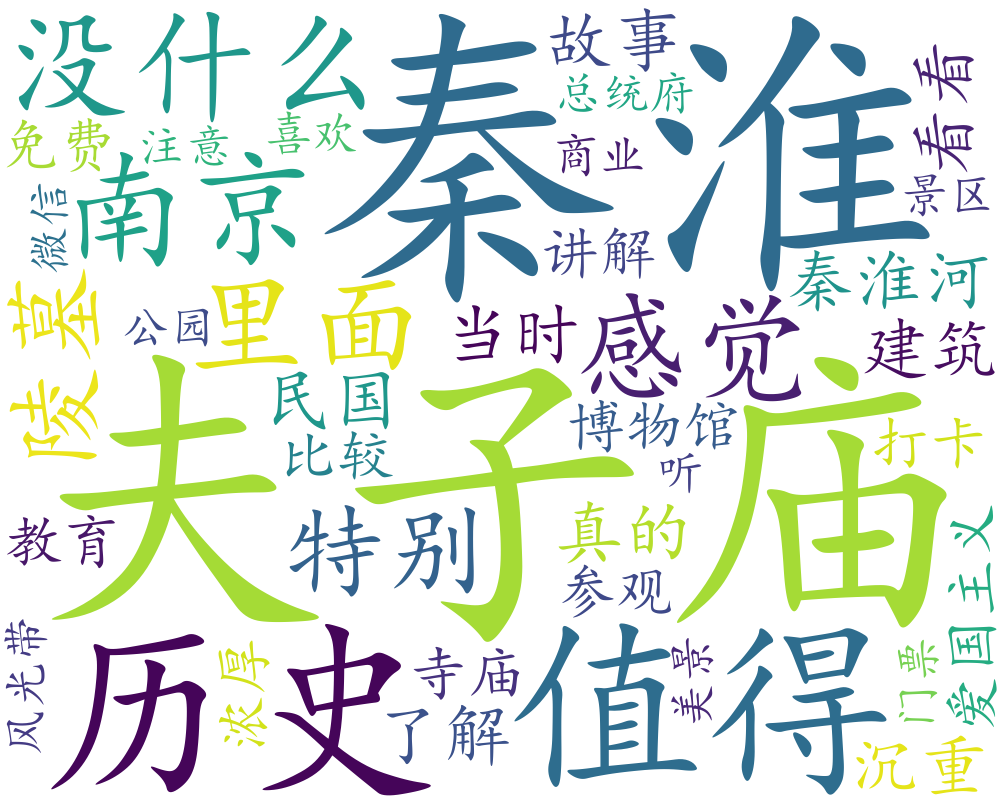 没什么
秦淮
故事
总统府
看看
免费
注意
喜欢
商业
景区
南京
微信
讲解
秦淮河
陵墓
公园
里面
当时
感觉
建筑
夫子庙
民国
比较
博物馆
听
打卡
教育
特别
真的
参观
爱国主义
风光带
历史
浓厚
寺庙
了解
值得
美景
门票
沉重